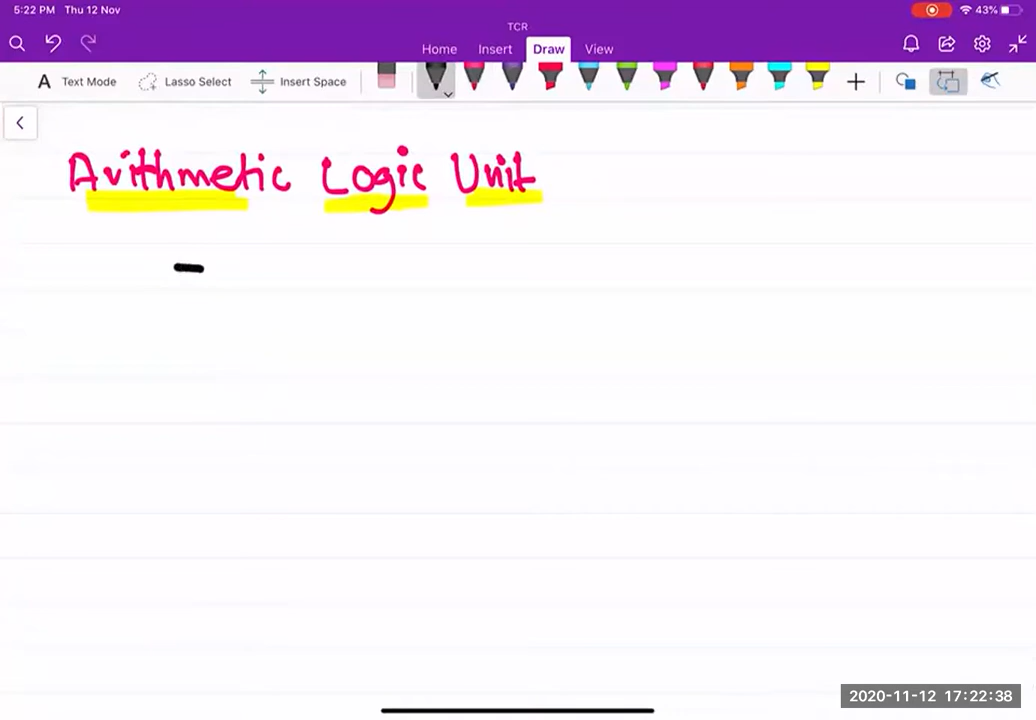 5:22 PM Thu 12 Nov
43%
TCR
Home Insert Draw View
A Text Mode Lasso Select Insert Space
Arithmetic Logic Unit
2020-11-12 17:22:38